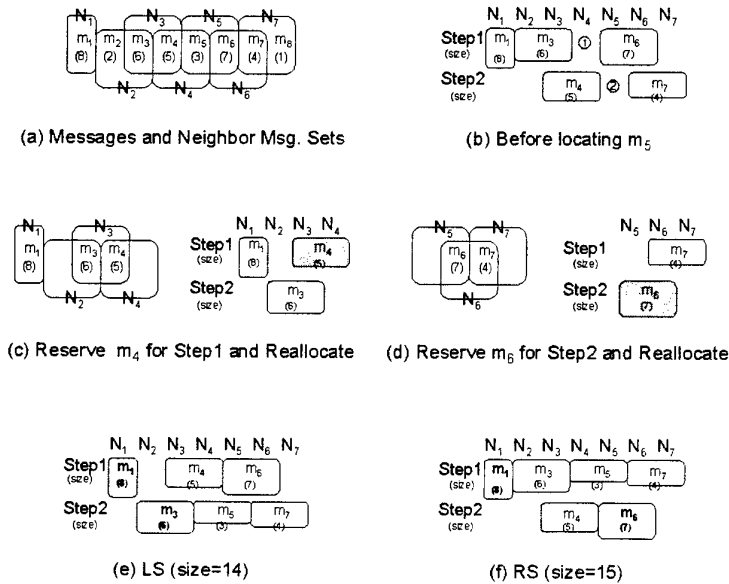 N1 N3 N5 N7
m1 m2 m3 m4 m5 m6 m7 m8
(8) (2) (6) (5) (3) (7) (4) (1)
N2 N4 N6
(a) Messages and Neighbor Msg. Sets
N1 N2 N3 N4 N5 N6 N7
Step1 m1 m3 ① m6
(size) (8) (6) (7)
Step2 m4 ② m7
(size) (5) (4)
(b) Before locating m5
N1 N3
m1 m3 m4
(8) (6) (5)
N2 N4
N1 N2 N3 N4
Step1 m1 m4
(size) (8) (5)
Step2 m3
(size) (6)
(c) Reserve m4 for Step1 and Reallocate
N5 N7
m6 m7
(7) (4)
N6
N5 N6 N7
Step1 m7
(size) (4)
Step2 m6
(size) (7)
(d) Reserve m6 for Step2 and Reallocate
N1 N2 N3 N4 N5 N6 N7
Step1 m1 m4 m6
(size) (8) (5) (7)
Step2 m3 m5 m7
(size) (6) (3) (4)
(e) LS (size=14)
N1 N2 N3 N4 N5 N6 N7
Step1 m1 m3 m5 m7
(size) (8) (6) (3) (4)
Step2 m4 m6
(size) (5) (7)
(f) RS (size=15)